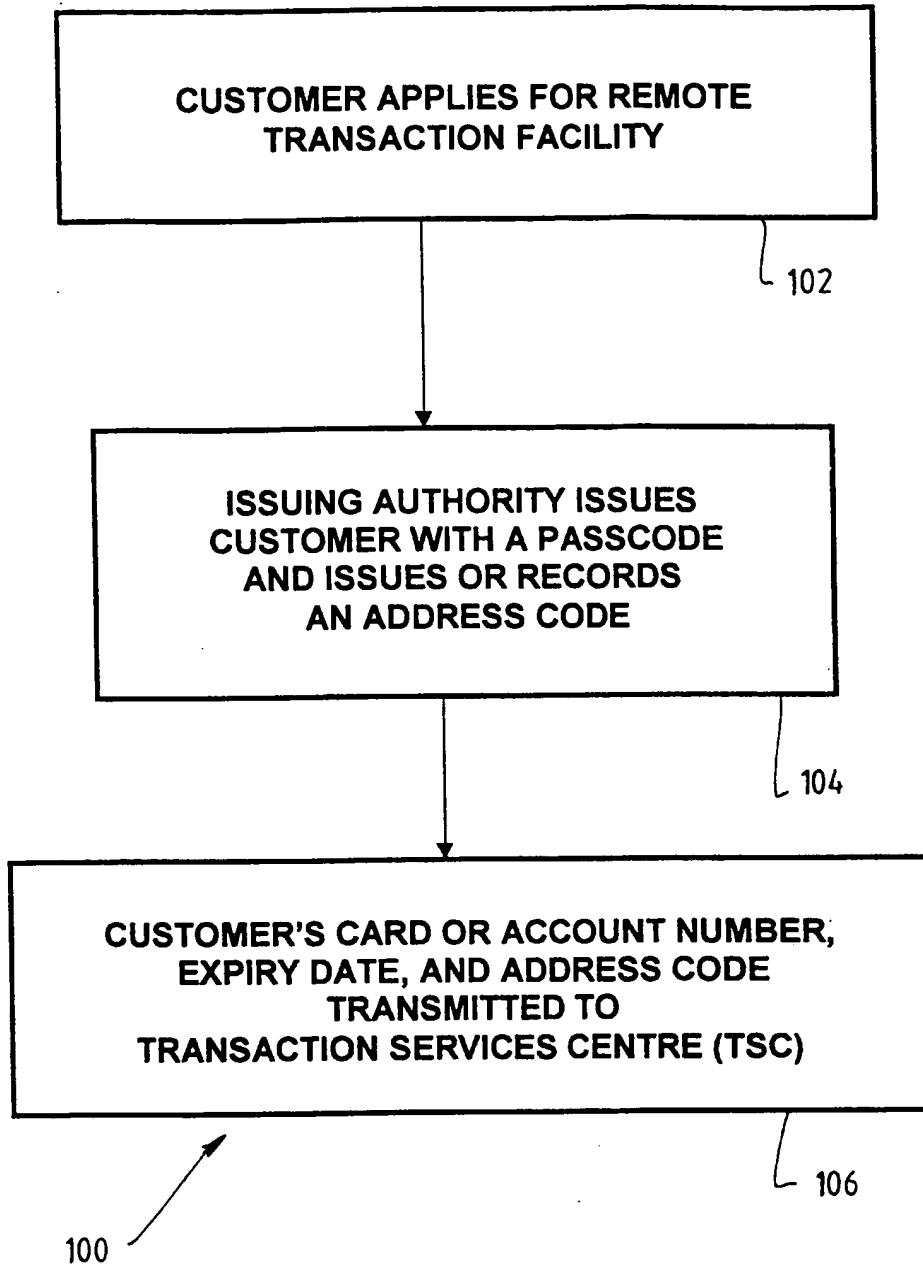 CUSTOMER APPLIES FOR REMOTE
TRANSACTION FACILITY
102
ISSUING AUTHORITY ISSUES
CUSTOMER WITH A PASSCODE
AND ISSUES OR RECORDS
AN ADDRESS CODE
104
CUSTOMER'S CARD OR ACCOUNT NUMBER,
EXPIRY DATE, AND ADDRESS CODE
TRANSMITTED TO
TRANSACTION SERVICES CENTRE (TSC)
106
100